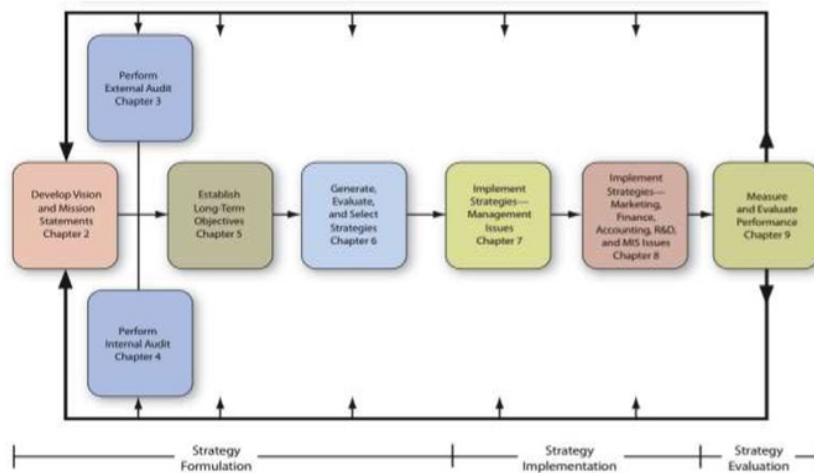 Perform
External Audit
Chapter 3
Develop Vision
and Mission
Statements
Chapter 2
Establish
Long-Term
Objectives
Chapter 5
Generate,
Evaluate,
and Select
Strategies
Chapter 6
Implement
Strategies—
Management
Issues
Chapter 7
Implement
Strategies—
Marketing,
Finance,
Accounting, R&D,
and MIS Issues
Chapter 8
Measure
and Evaluate
Performance
Chapter 9
Perform
Internal Audit
Chapter 4
Strategy
Formulation
Strategy
Implementation
Strategy
Evaluation